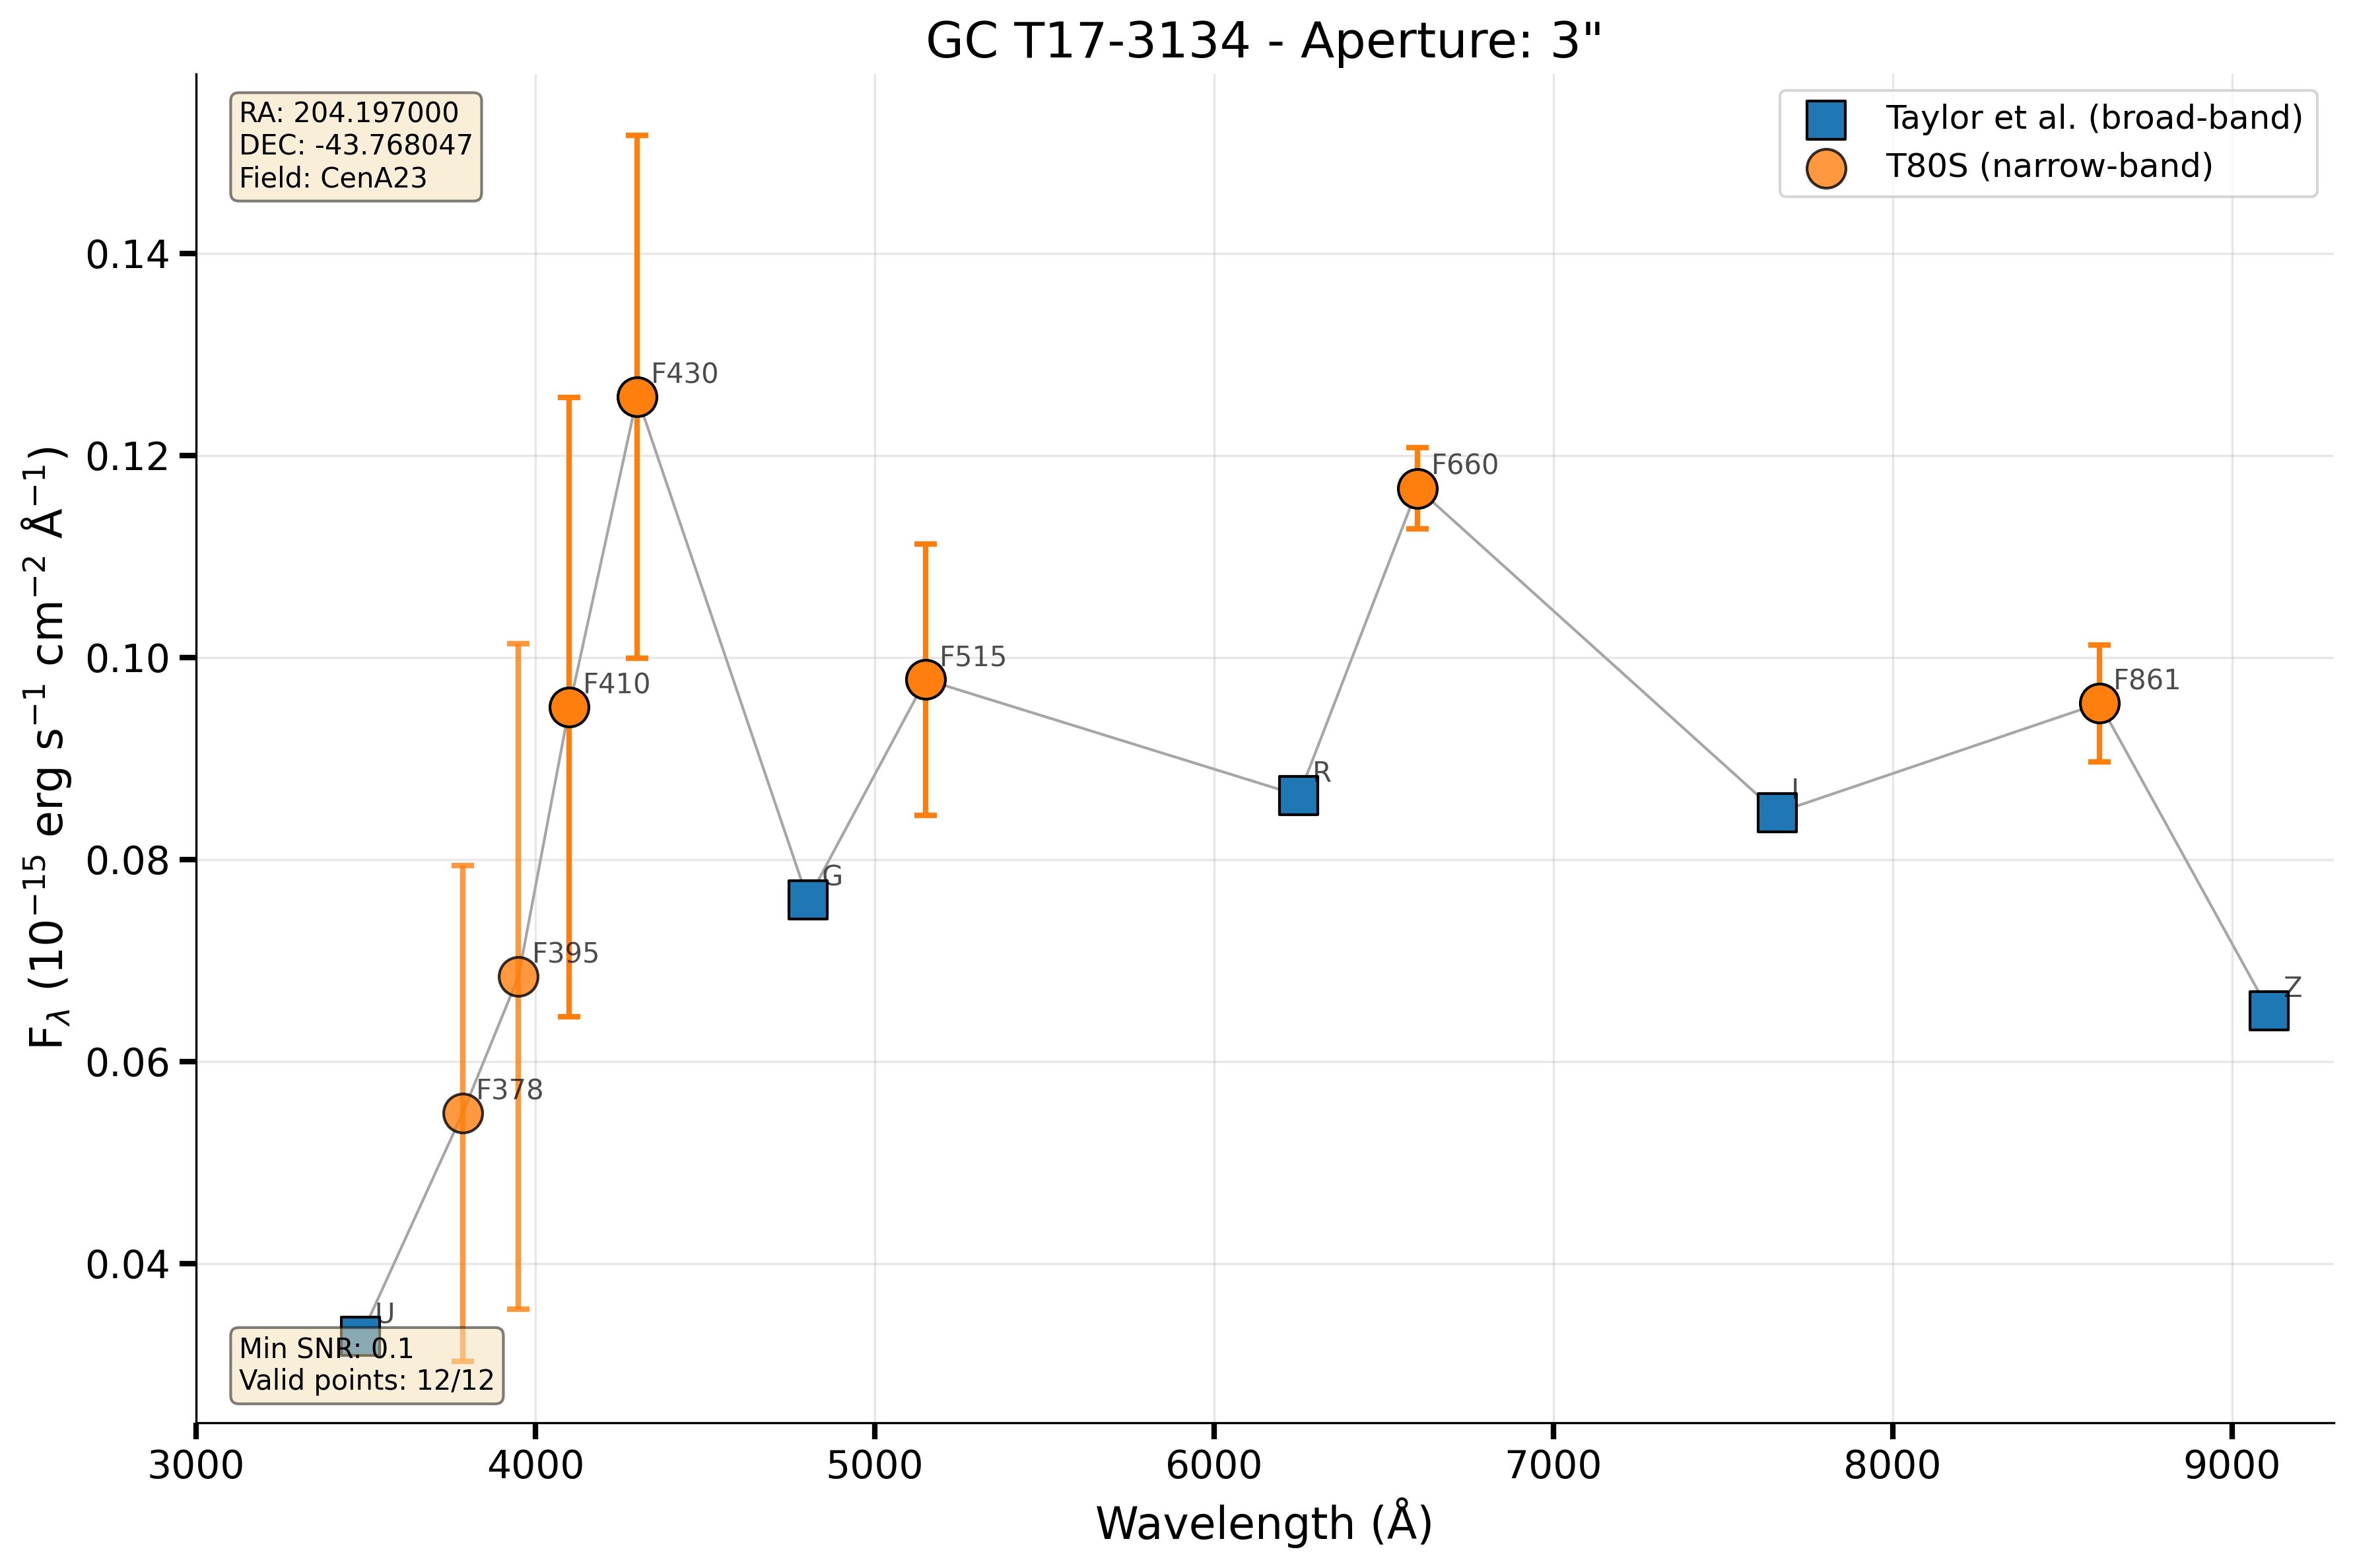 GC T17-3134 - Aperture: 3"
RA: 204.197000
DEC: -43.768047
Field: CenA23
Taylor et al. (broad-band)
T80S (narrow-band)
F_λ (10⁻¹⁵ erg s⁻¹ cm⁻² Å⁻¹)
0.14
0.12
0.10
0.08
0.06
0.04
F430
F660
F515
F410
F861
R
I
G
F395
Z
F378
U
Min SNR: 0.1
Valid points: 12/12
3000
4000
5000
6000
7000
8000
9000
Wavelength (Å)